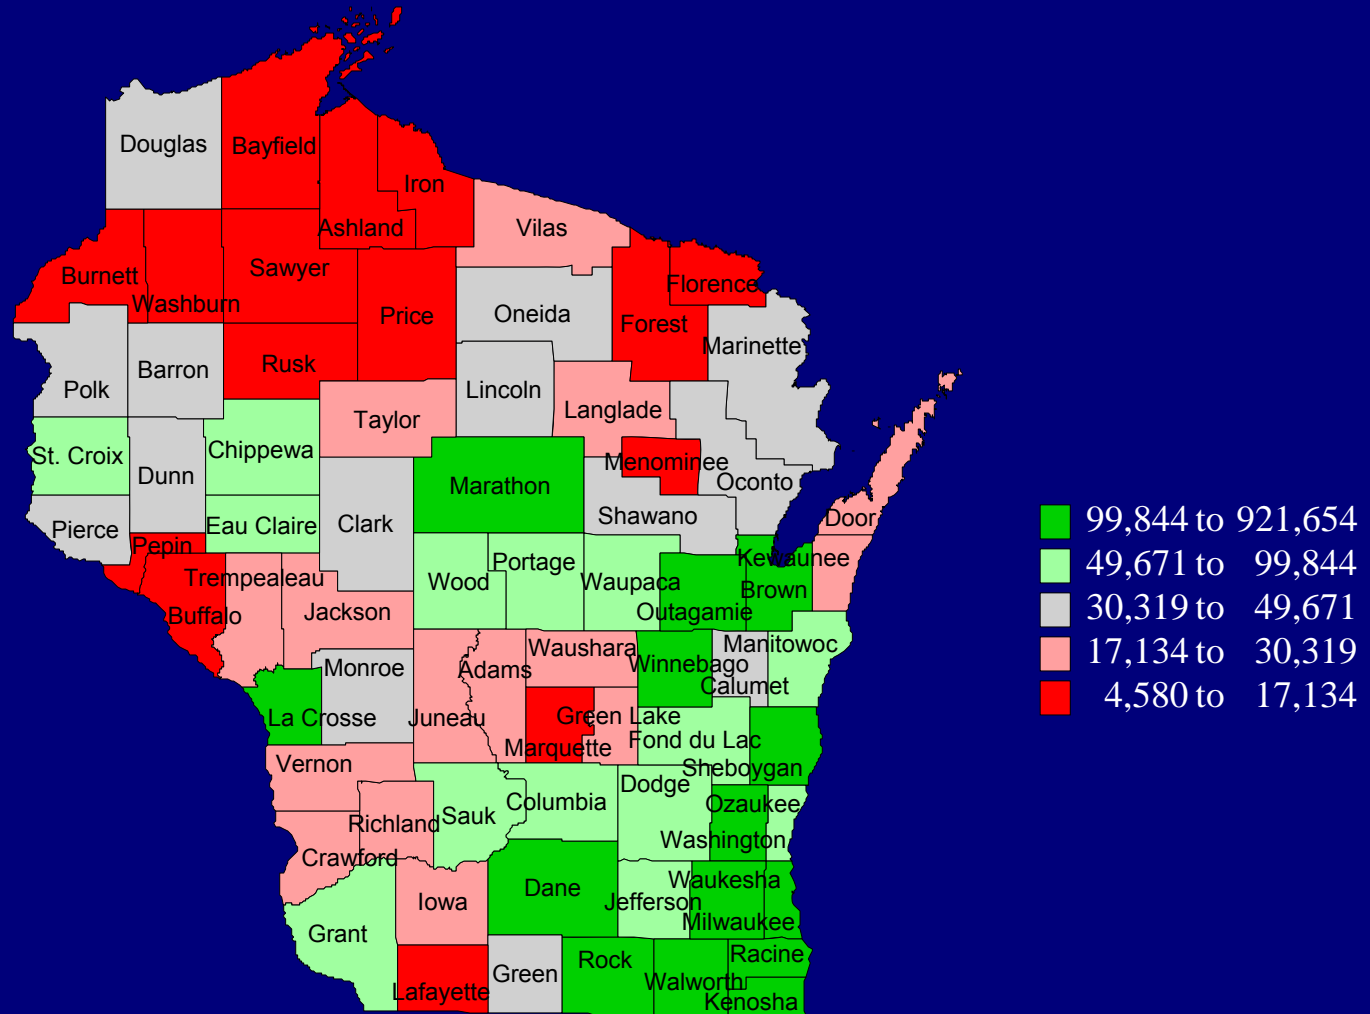 Douglas
Bayfield
Iron
Ashland
Vilas
Burnett
Washburn
Sawyer
Price
Oneida
Florence
Forest
Marinette
Polk
Barron
Rusk
Lincoln
Taylor
Langlade
St. Croix
Dunn
Chippewa
Menominee
Oconto
Marathon
Pierce
Eau Claire
Clark
Shawano
Door
Pepin
Trempealeau
Buffalo
Jackson
Wood
Portage
Waupaca
Outagamie
Kewaunee
Brown
Monroe
La Crosse
Juneau
Adams
Waushara
Winnebago
Manitowoc
Calumet
Green Lake
Marquette
Fond du Lac
Sheboygan
Vernon
Richland
Crawford
Sauk
Columbia
Dodge
Ozaukee
Washington
Grant
Iowa
Dane
Jefferson
Waukesha
Milwaukee
Lafayette
Green
Rock
Walworth
Racine
Kenosha
99,844 to 921,654
49,671 to 99,844
30,319 to 49,671
17,134 to 30,319
4,580 to 17,134